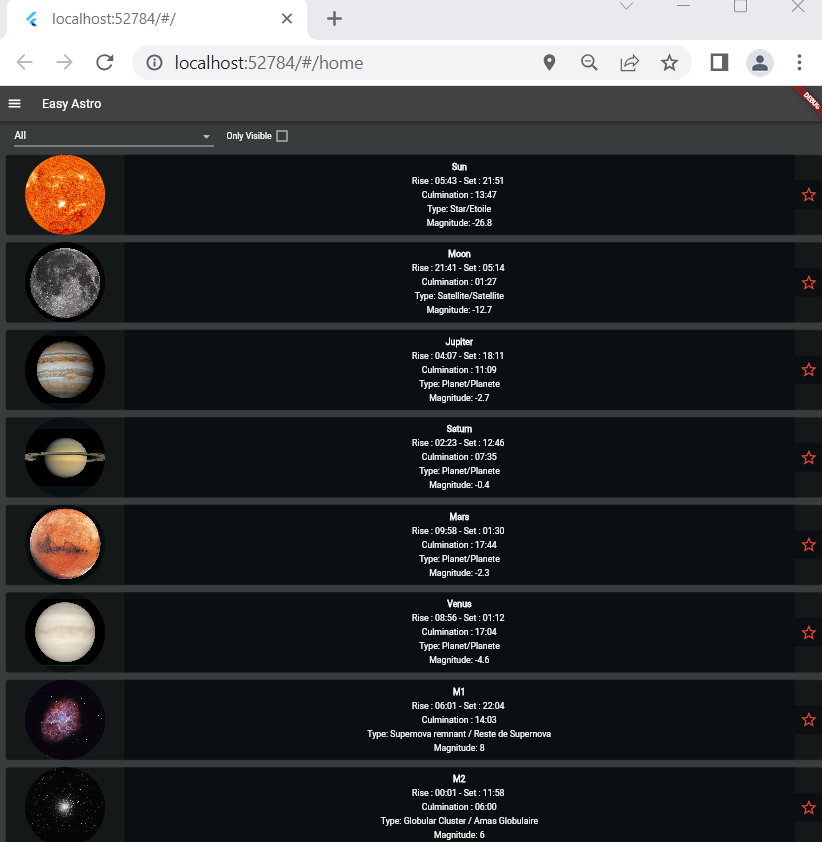 localhost:52784/#/
localhost:52784/#/home
Easy Astro
DEBUG
All
Only Visible
Sun
Rise : 05:43 - Set : 21:51
Culmination : 13:47
Type: Star/Etoile
Magnitude: -26.8
Moon
Rise : 21:41 - Set : 05:14
Culmination : 01:27
Type: Satellite/Satellite
Magnitude: -12.7
Jupiter
Rise : 04:07 - Set : 18:11
Culmination : 11:09
Type: Planet/Planete
Magnitude: -2.7
Saturn
Rise : 02:23 - Set : 12:46
Culmination : 07:35
Type: Planet/Planete
Magnitude: -0.4
Mars
Rise : 09:58 - Set : 01:30
Culmination : 17:44
Type: Planet/Planete
Magnitude: -2.3
Venus
Rise : 08:56 - Set : 01:12
Culmination : 17:04
Type: Planet/Planete
Magnitude: -4.6
M1
Rise : 06:01 - Set : 22:04
Culmination : 14:03
Type: Supernova remnant / Reste de Supernova
Magnitude: 8
M2
Rise : 00:01 - Set : 11:58
Culmination : 06:00
Type: Globular Cluster / Amas Globulaire
Magnitude: 6